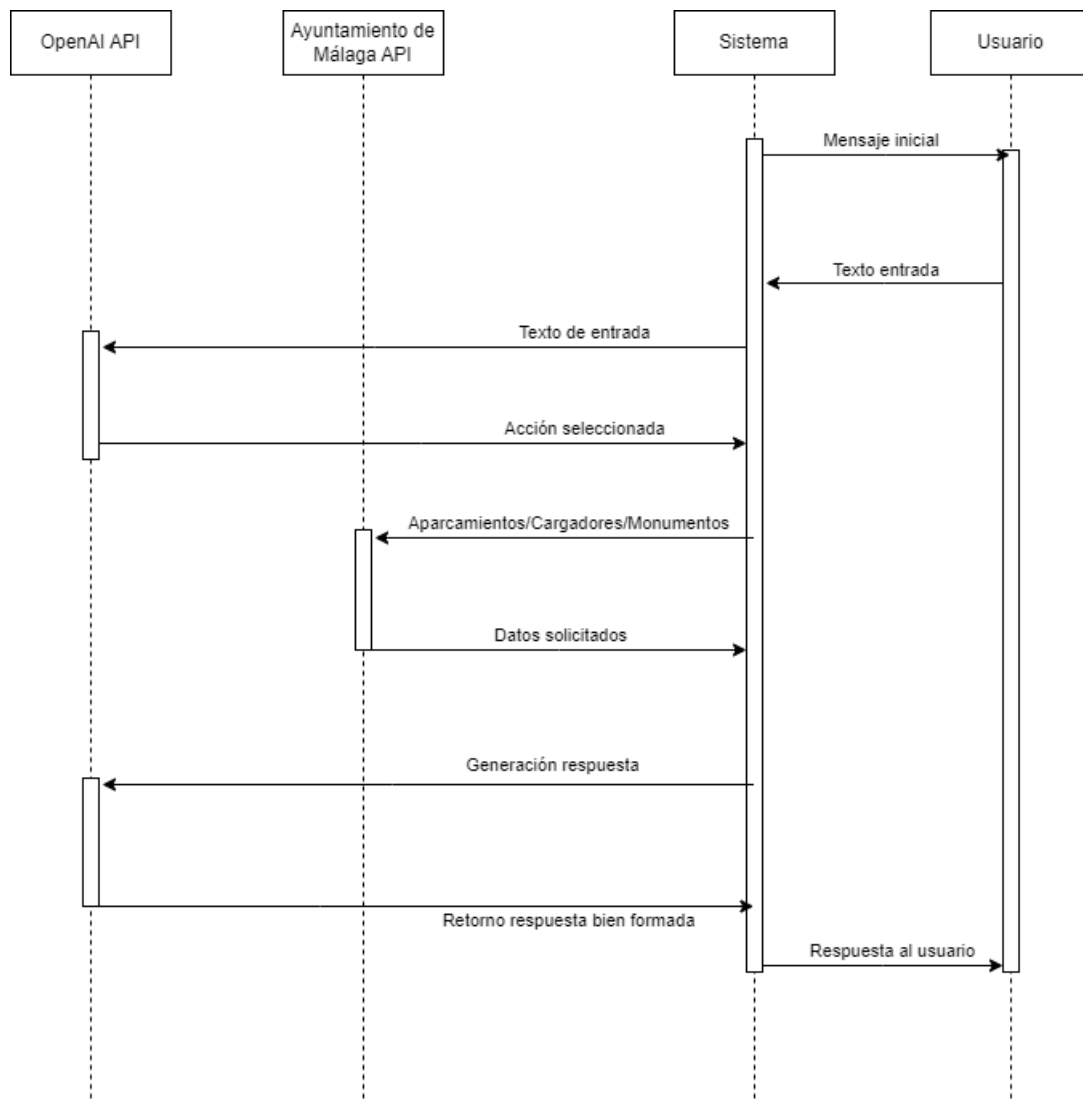 OpenAI API
Ayuntamiento de
Málaga API
Sistema
Usuario
Mensaje inicial
Texto entrada
Texto de entrada
Acción seleccionada
Aparcamientos/Cargadores/Monumentos
Datos solicitados
Generación respuesta
Retorno respuesta bien formada
Respuesta al usuario